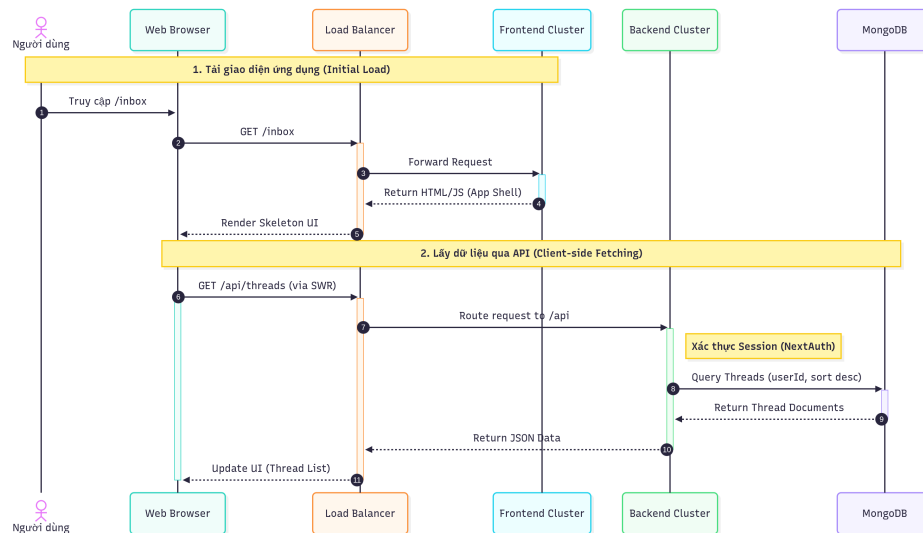 Người dùng
Web Browser
Load Balancer
Frontend Cluster
Backend Cluster
MongoDB
1. Tải giao diện ứng dụng (Initial Load)
1
Truy cập /inbox
2
GET /inbox
3
Forward Request
Return HTML/JS (App Shell)
4
Render Skeleton UI
5
2. Lấy dữ liệu qua API (Client-side Fetching)
6
GET /api/threads (via SWR)
7
Route request to /api
Xác thực Session (NextAuth)
8
Query Threads (userId, sort desc)
Return Thread Documents
9
Return JSON Data
10
Update UI (Thread List)
11
Người dùng
Web Browser
Load Balancer
Frontend Cluster
Backend Cluster
MongoDB